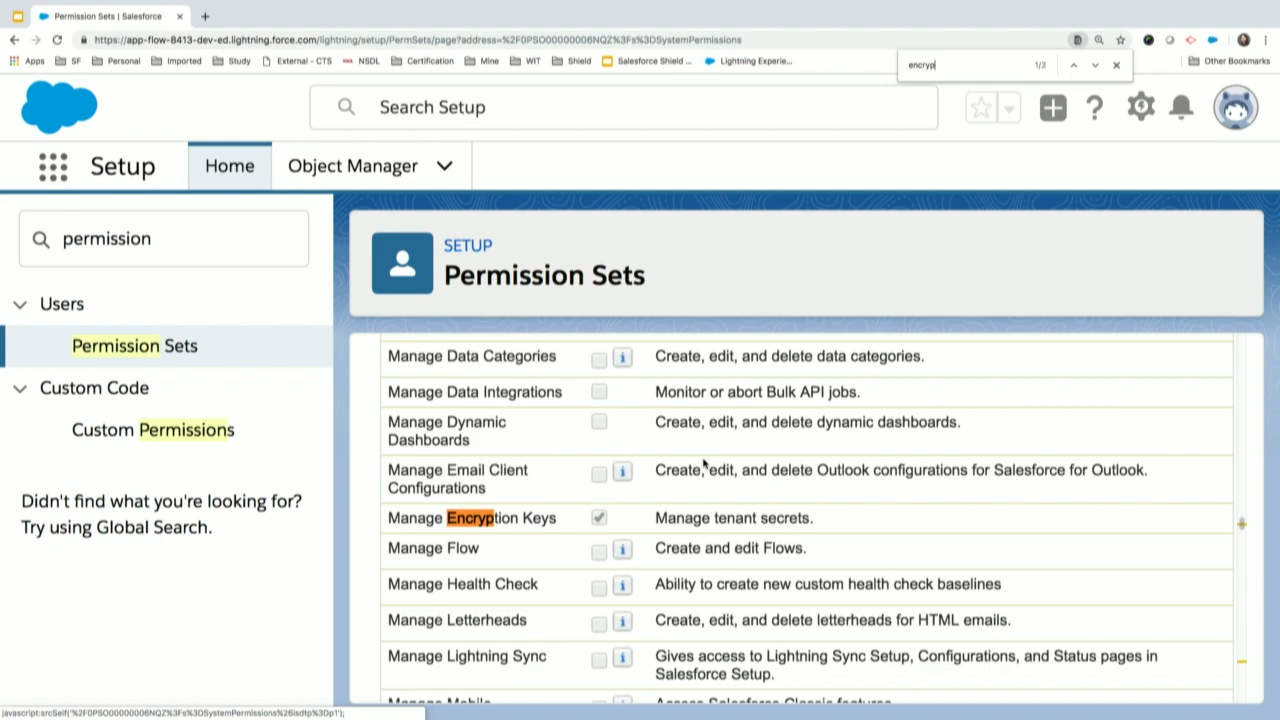 Permission Sets | Salesforce
https://app-flow-8413-dev-ed.lightning.force.com/lightning/setup/PermSets/page?address=%2F0PS0O0000006NQZ%3Fs%3DSystemPermissions
Apps SF Personal Imported Study External - CTS NSDL Certification Mine WIT Shield Salesforce Shield ... Lightning Experie... Other Bookmarks
encryp 1/2
Search Setup
Setup Home Object Manager
permission
Users
Permission Sets
Custom Code
Custom Permissions
Didn't find what you're looking for?
Try using Global Search.
SETUP
Permission Sets
Manage Data Categories Create, edit, and delete data categories.
Manage Data Integrations Monitor or abort Bulk API jobs.
Manage Dynamic Dashboards Create, edit, and delete dynamic dashboards.
Manage Email Client Configurations Create, edit, and delete Outlook configurations for Salesforce for Outlook.
Manage Encryption Keys Manage tenant secrets.
Manage Flow Create and edit Flows.
Manage Health Check Ability to create new custom health check baselines
Manage Letterheads Create, edit, and delete letterheads for HTML emails.
Manage Lightning Sync Gives access to Lightning Sync Setup, Configurations, and Status pages in
Salesforce Setup.
Manage Mobile Access Salesforce Classic features
javascript:srcSelf('%2F0PS0O0000006NQZ%3Fs%3DSystemPermissions%26isdtp%3Dp1');